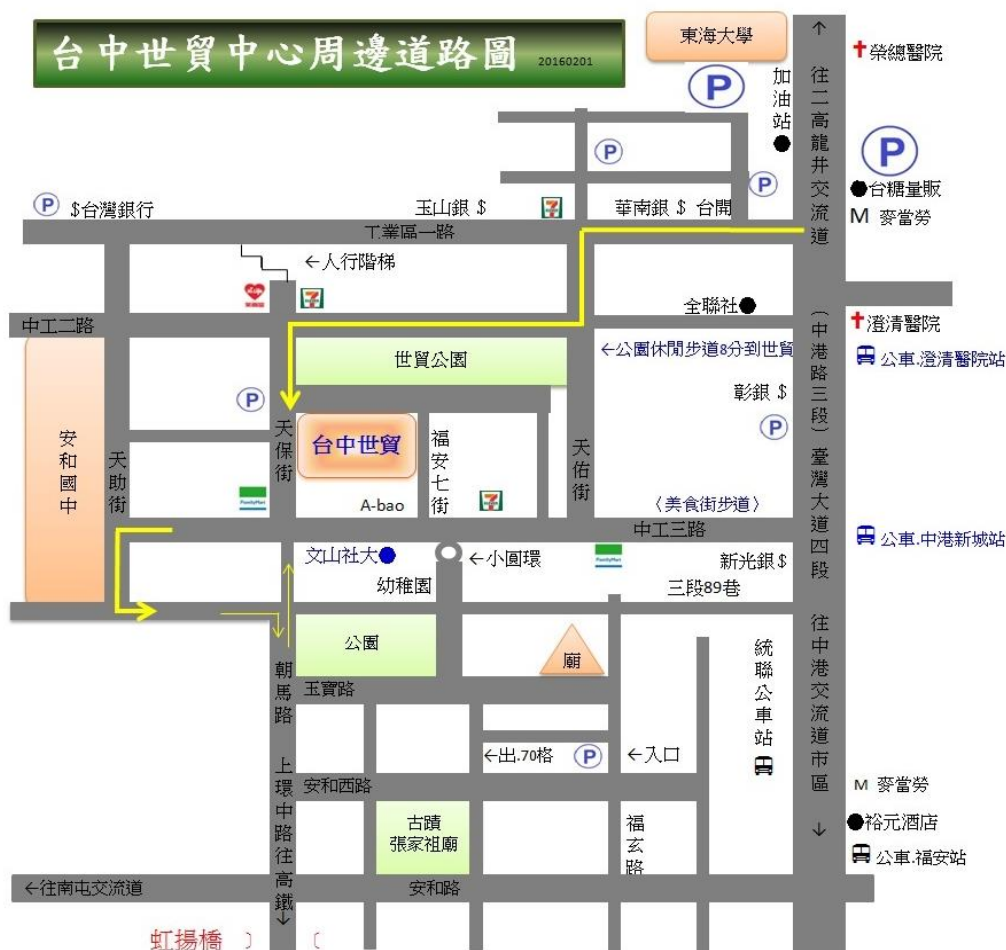 台中世貿中心周邊道路圖 20160201
東海大學
↑
往二高龍井交流道
榮總醫院
P
加油站
P
P
P
台糖量販
M 麥當勞
P $台灣銀行
玉山銀 $
7
華南銀 $ 台開
工業區一路
←人行階梯
7
全聯社
中工二路
(中港路三段)
臺灣大道四段
澄清醫院
←公園休閒步道8分到世貿
公車.澄清醫院站
世貿公園
彰銀 $
P
P
安和國中
天助街
天保街
台中世貿
福安七街
天佑街
FamilyMart
A-bao
7
〈美食街步道〉
中工三路
公車.中港新城站
文山社大
←小圓環
FamilyMart
新光銀$
幼稚園
三段89巷
公園
廟
往中港交流道市區
↓
朝馬路
玉寶路
統聯公車站
←出.70格
P
←入口
上環中路往高鐵
↓
安和西路
M 麥當勞
古蹟
張家祖廟
福玄路
裕元酒店
公車.福安站
←往南屯交流道
安和路
虹揚橋 ) (